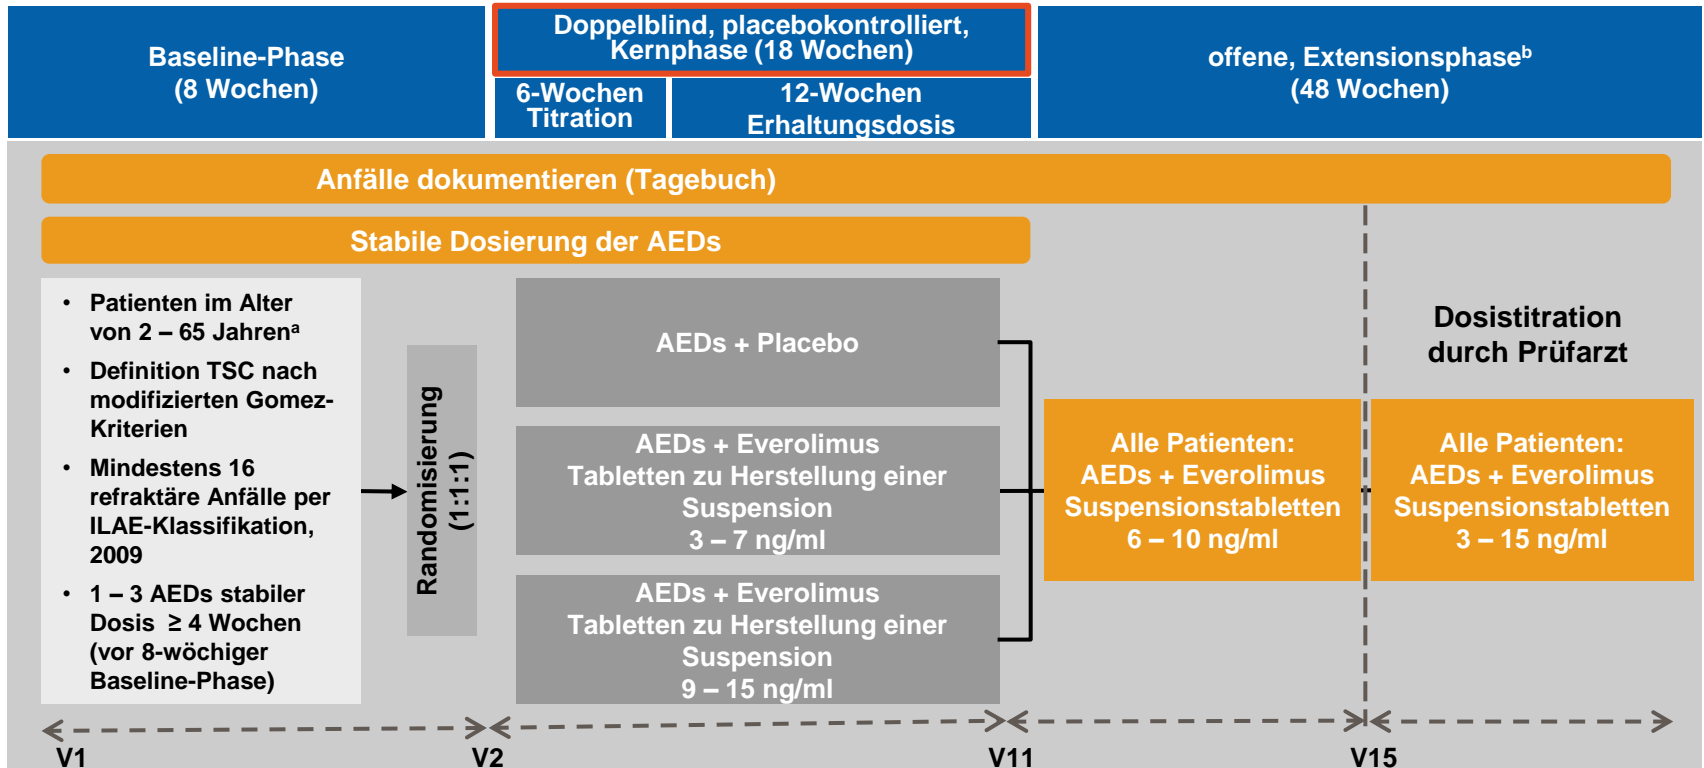 Baseline-Phase
(8 Wochen)
Doppelblind, placebokontrolliert,
Kernphase (18 Wochen)
6-Wochen
Titration
12-Wochen
Erhaltungsdosis
offene, Extensionsphaseᵇ
(48 Wochen)
Anfälle dokumentieren (Tagebuch)
Stabile Dosierung der AEDs
• Patienten im Alter
von 2 – 65 Jahrenᵃ
• Definition TSC nach
modifizierten Gomez-
Kriterien
• Mindestens 16
refraktäre Anfälle per
ILAE-Klassifikation,
2009
• 1 – 3 AEDs stabiler
Dosis ≥ 4 Wochen
(vor 8-wöchiger
Baseline-Phase)
Randomisierung
(1:1:1)
AEDs + Placebo
AEDs + Everolimus
Tabletten zu Herstellung einer
Suspension
3 – 7 ng/ml
AEDs + Everolimus
Tabletten zu Herstellung einer
Suspension
9 – 15 ng/ml
Alle Patienten:
AEDs + Everolimus
Suspensionstabletten
6 – 10 ng/ml
Dosistitration
durch Prüfarzt
Alle Patienten:
AEDs + Everolimus
Suspensionstabletten
3 – 15 ng/ml
V1
V2
V11
V15